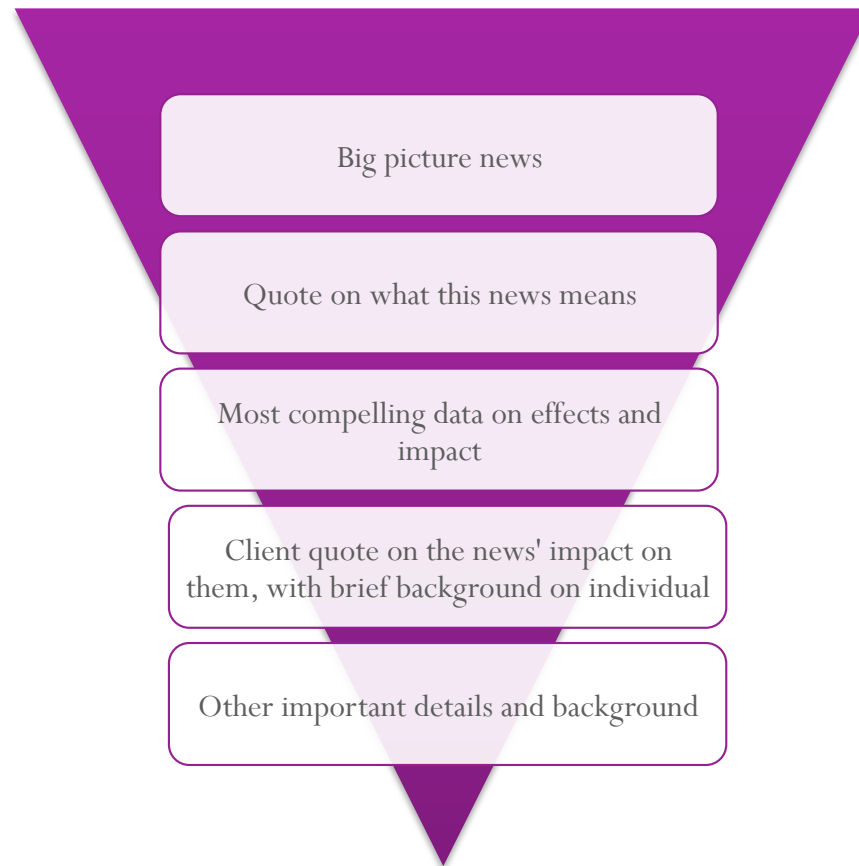 Big picture news
Quote on what this news means
Most compelling data on effects and
impact
Client quote on the news' impact on
them, with brief background on individual
Other important details and background